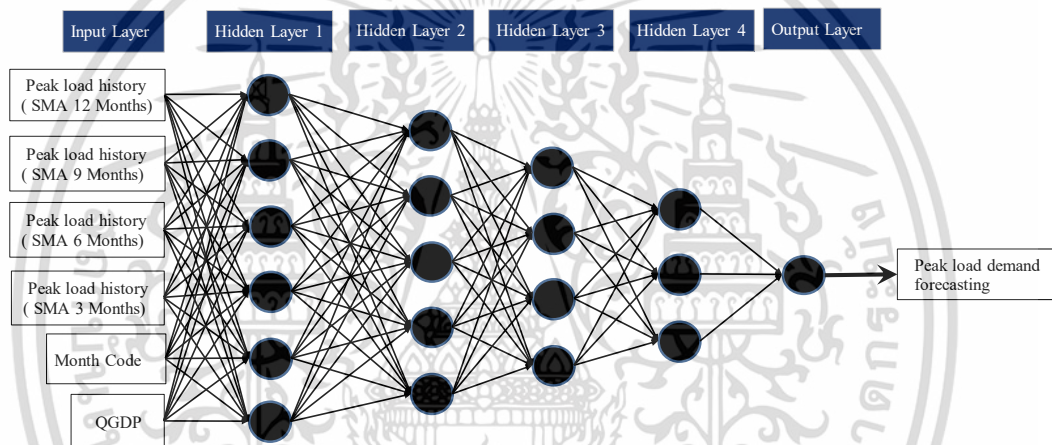 Input Layer
Hidden Layer 1
Hidden Layer 2
Hidden Layer 3
Hidden Layer 4
Output Layer
Peak load history
( SMA 12 Months)
Peak load history
( SMA 9 Months)
Peak load history
( SMA 6 Months)
Peak load history
( SMA 3 Months)
Month Code
QGDP
Peak load demand
forecasting